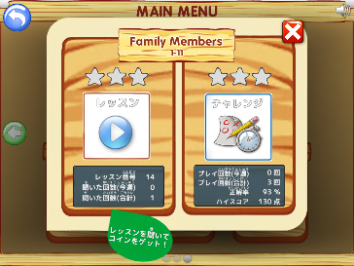 MAIN MENU
Family Members
1-11
レッスン
レッスン番号 14
聞いた回数(今週) 0
聞いた回数(合計) 1
チャレンジ
プレイ回数(今週) 0 回
プレイ回数(合計) 3 回
正解率 93 %
ハイスコア 130 点
レッスンを聞いて
コインをゲット!